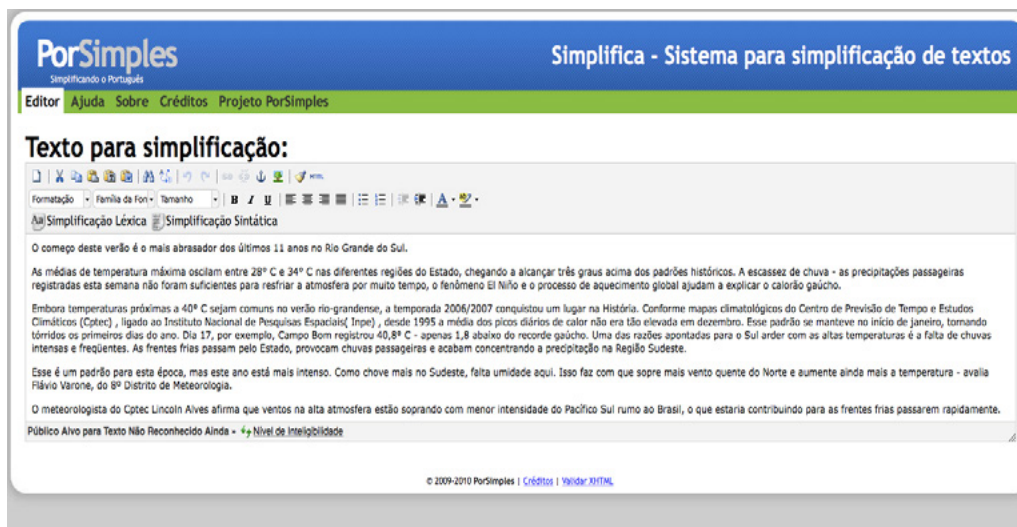 PorSimples
Simplificando o Português
Simplifica - Sistema para simplificação de textos
Editor Ajuda Sobre Créditos Projeto PorSimples
Texto para simplificação:
Formatação Família da Fon Tamanho B I U A
Simplificação Léxica Simplificação Sintática
O começo deste verão é o mais abrasador dos últimos 11 anos no Rio Grande do Sul.
As médias de temperatura máxima oscilam entre 28º C e 34º C nas diferentes regiões do Estado, chegando a alcançar três graus acima dos padrões históricos. A escassez de chuva - as precipitações passageiras
registradas esta semana não foram suficientes para resfriar a atmosfera por muito tempo, o fenômeno El Niño e o processo de aquecimento global ajudam a explicar o calorão gaúcho.
Embora temperaturas próximas a 40º C sejam comuns no verão rio-grandense, a temporada 2006/2007 conquistou um lugar na História. Conforme mapas climatológicos do Centro de Previsão de Tempo e Estudos
Climáticos (Cptec) , ligado ao Instituto Nacional de Pesquisas Espaciais( Inpe) , desde 1995 a média dos picos diários de calor não era tão elevada em dezembro. Esse padrão se manteve no início de janeiro, tornando
tórridos os primeiros dias do ano. Dia 17, por exemplo, Campo Bom registrou 40,8º C - apenas 1,8 abaixo do recorde gaúcho. Uma das razões apontadas para o Sul arder com as altas temperaturas é a falta de chuvas
intensas e freqüentes. As frentes frias passam pelo Estado, provocam chuvas passageiras e acabam concentrando a precipitação na Região Sudeste.
Esse é um padrão para esta época, mas este ano está mais intenso. Como chove mais no Sudeste, falta umidade aqui. Isso faz com que sopre mais vento quente do Norte e aumente ainda mais a temperatura - avalia
Flávio Varone, do 8º Distrito de Meteorologia.
O meteorologista do Cptec Lincoln Alves afirma que ventos na alta atmosfera estão soprando com menor intensidade do Pacífico Sul rumo ao Brasil, o que estaria contribuindo para as frentes frias passarem rapidamente.
Público Alvo para Texto Não Reconhecido Ainda - Nível de Inteligibilidade
© 2009-2010 PorSimples | Créditos | Validar XHTML